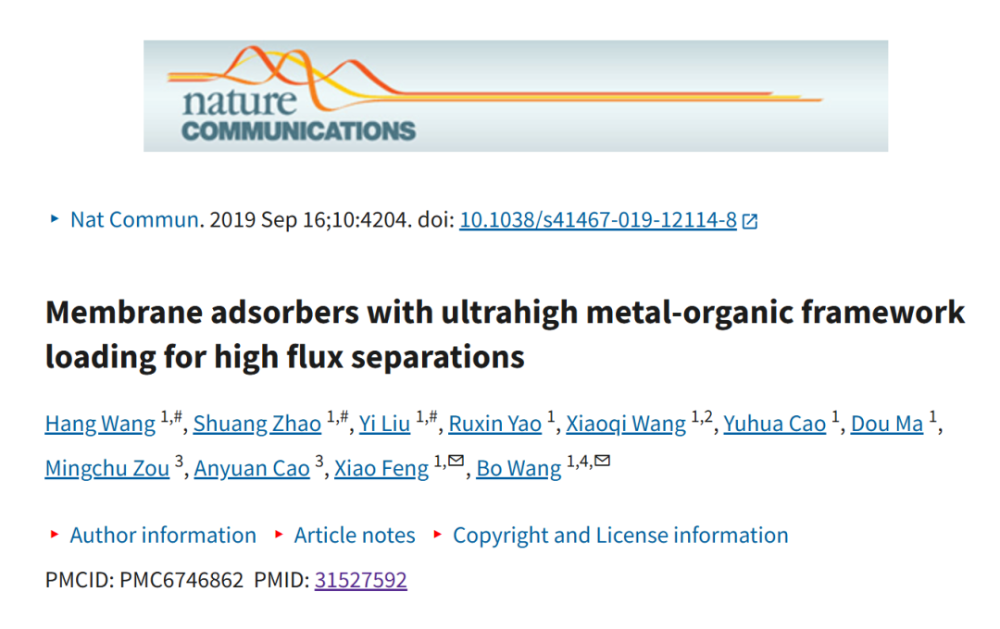 nature
COMMUNICATIONS
‣ Nat Commun. 2019 Sep 16;10:4204. doi: 10.1038/s41467-019-12114-8
Membrane adsorbers with ultrahigh metal-organic framework
loading for high flux separations
Hang Wang 1,#, Shuang Zhao 1,#, Yi Liu 1,#, Ruxin Yao 1, Xiaoqi Wang 1,2, Yuhua Cao 1, Dou Ma 1,
Mingchu Zou 3, Anyuan Cao 3, Xiao Feng 1,✉, Bo Wang 1,4,✉
‣ Author information ‣ Article notes ‣ Copyright and License information
PMCID: PMC6746862 PMID: 31527592